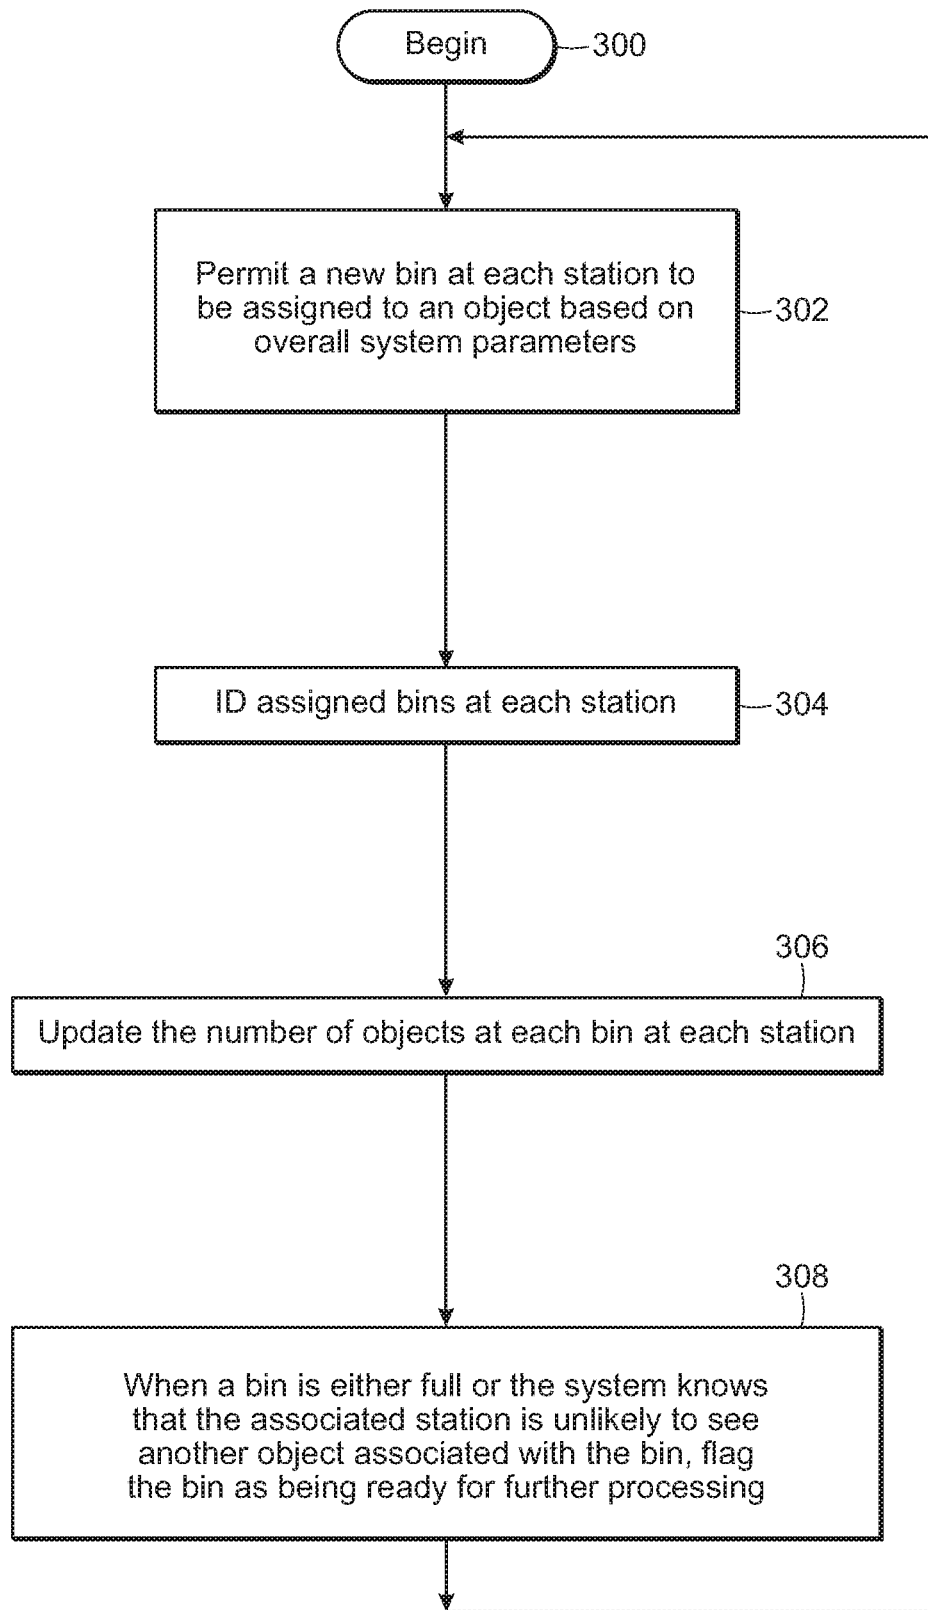 Begin
300
Permit a new bin at each station to
be assigned to an object based on
overall system parameters
302
ID assigned bins at each station
304
306
Update the number of objects at each bin at each station
308
When a bin is either full or the system knows
that the associated station is unlikely to see
another object associated with the bin, flag
the bin as being ready for further processing